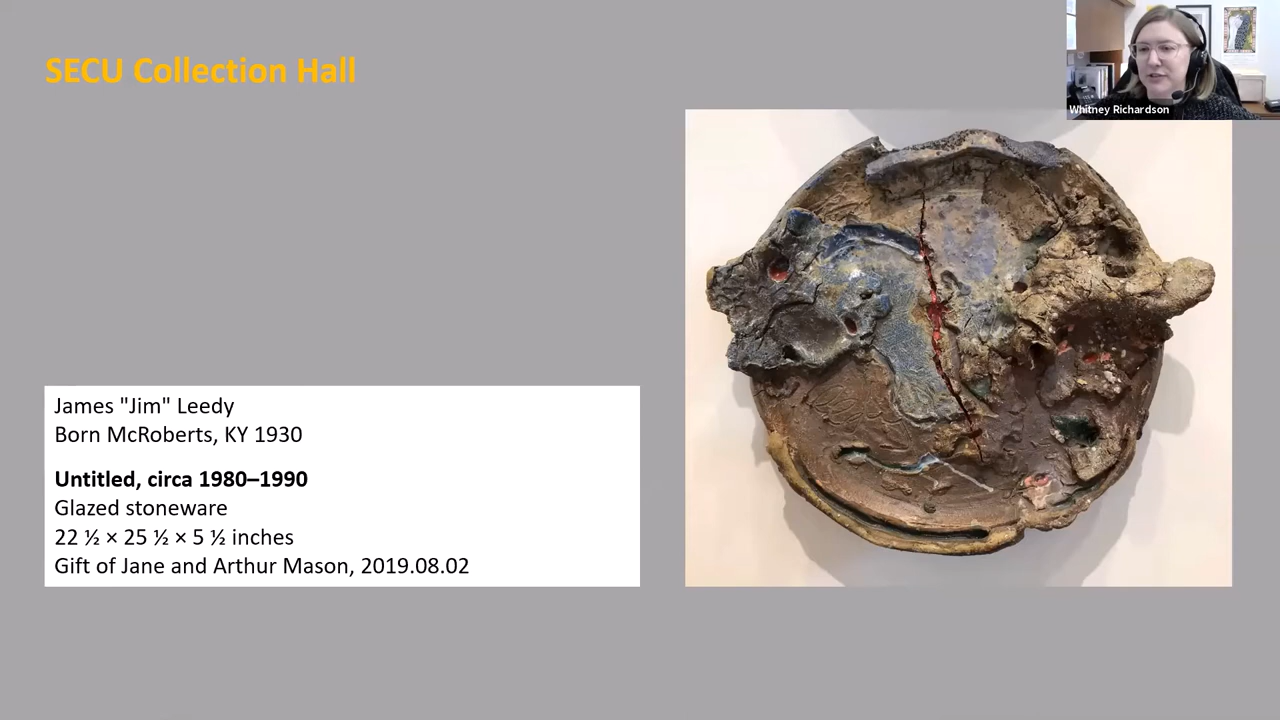 SECU Collection Hall
Whitney Richardson
James "Jim" Leedy
Born McRoberts, KY 1930
Untitled, circa 1980–1990
Glazed stoneware
22 ½ × 25 ½ × 5 ½ inches
Gift of Jane and Arthur Mason, 2019.08.02